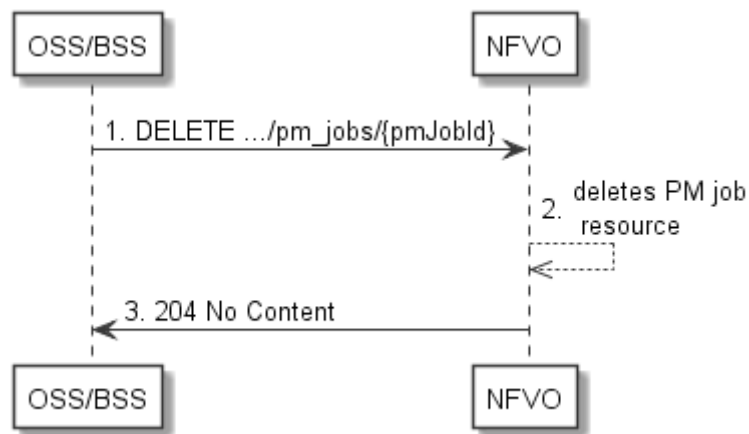 OSS/BSS
NFVO
1. DELETE .../pm_jobs/{pmJobId}
2. deletes PM job
resource
3. 204 No Content
OSS/BSS
NFVO